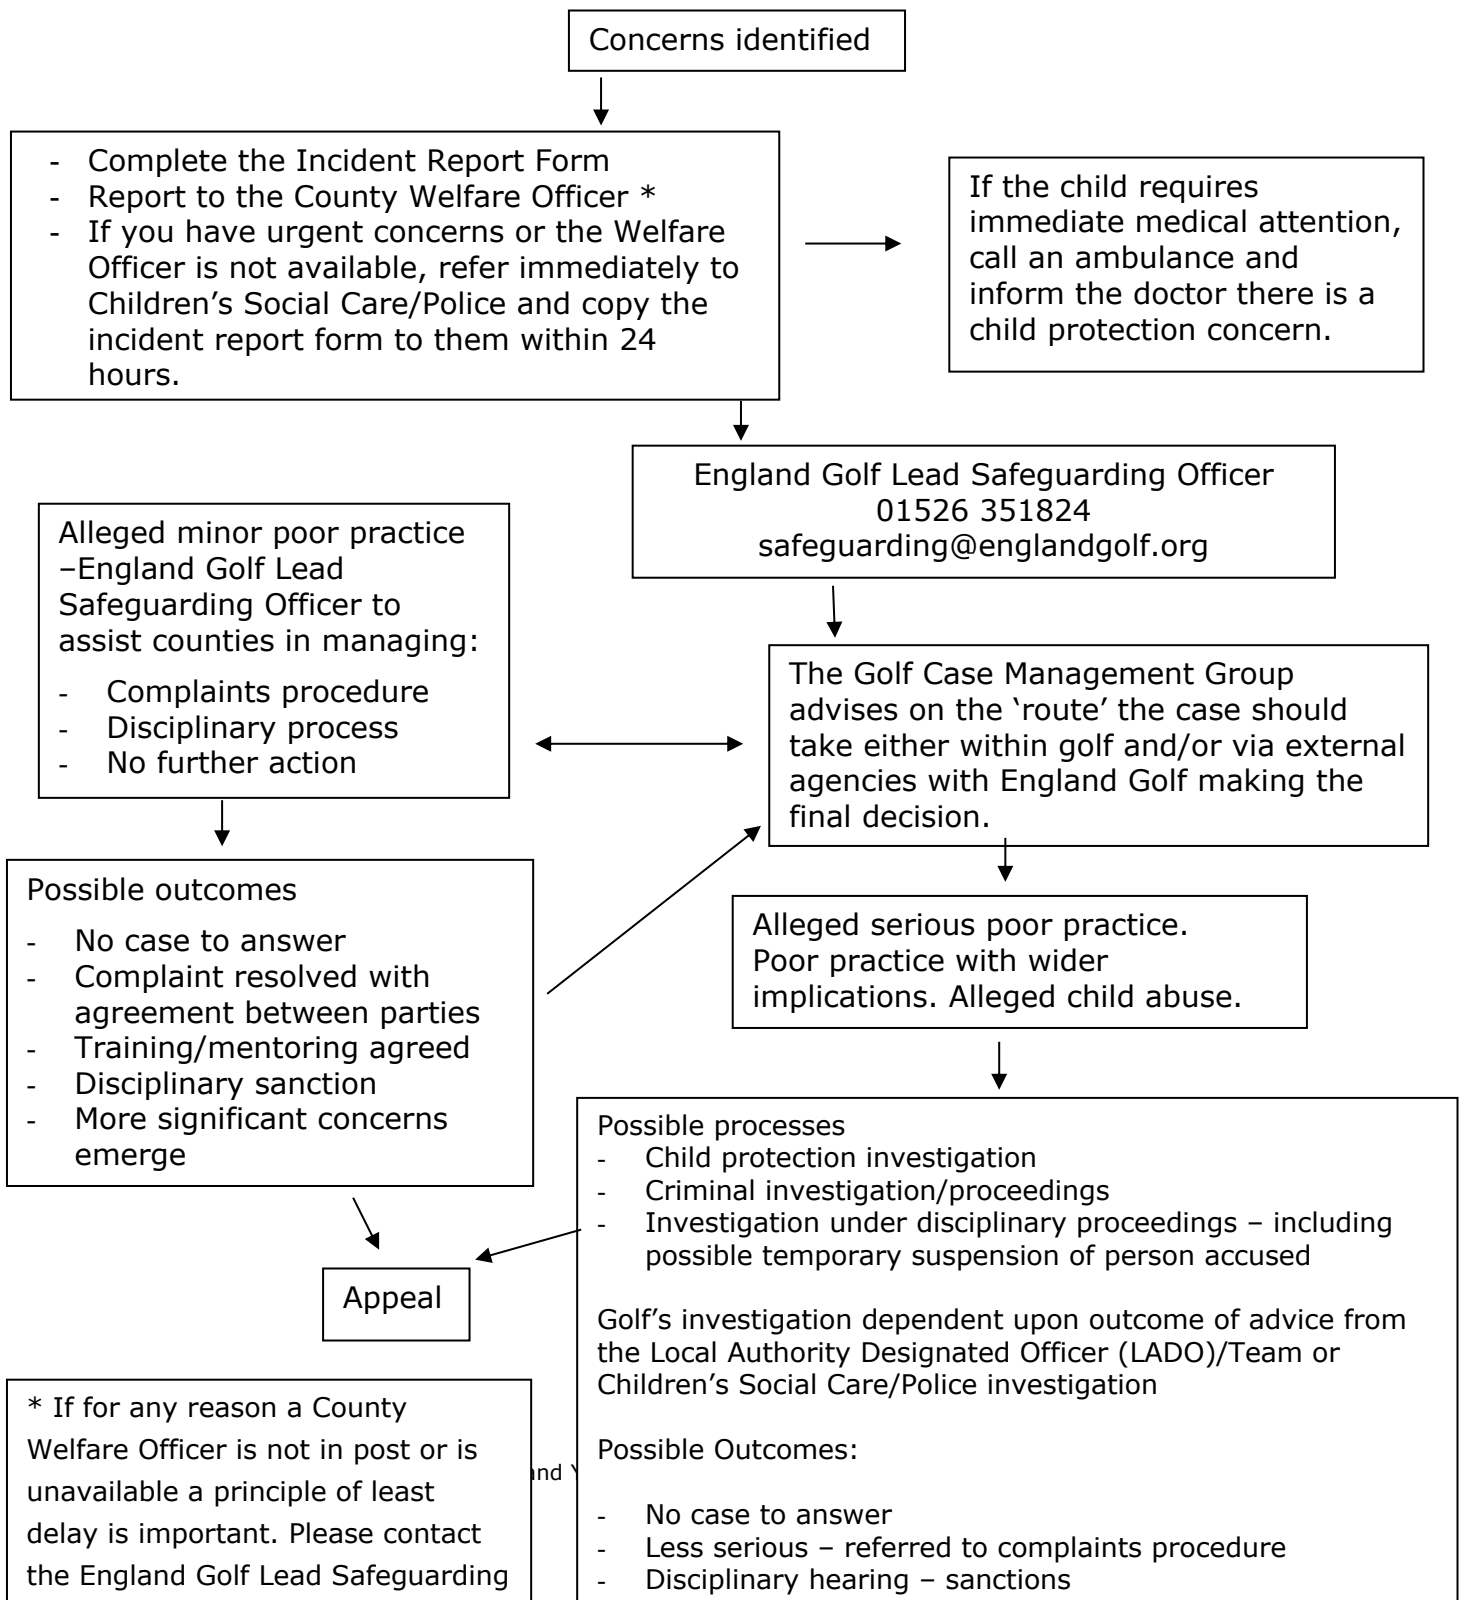 Concerns identified
- Complete the Incident Report Form
- Report to the County Welfare Officer *
- If you have urgent concerns or the Welfare
Officer is not available, refer immediately to
Children’s Social Care/Police and copy the
incident report form to them within 24
hours.
If the child requires
immediate medical attention,
call an ambulance and
inform the doctor there is a
child protection concern.
England Golf Lead Safeguarding Officer
01526 351824
safeguarding@englandgolf.org
Alleged minor poor practice
–England Golf Lead
Safeguarding Officer to
assist counties in managing:
- Complaints procedure
- Disciplinary process
- No further action
The Golf Case Management Group
advises on the ‘route’ the case should
take either within golf and/or via external
agencies with England Golf making the
final decision.
Possible outcomes
- No case to answer
- Complaint resolved with
agreement between parties
- Training/mentoring agreed
- Disciplinary sanction
- More significant concerns
emerge
Alleged serious poor practice.
Poor practice with wider
implications. Alleged child abuse.
Possible processes
- Child protection investigation
- Criminal investigation/proceedings
- Investigation under disciplinary proceedings – including
possible temporary suspension of person accused
Golf’s investigation dependent upon outcome of advice from
the Local Authority Designated Officer (LADO)/Team or
Children’s Social Care/Police investigation
Possible Outcomes:
- No case to answer
- Less serious – referred to complaints procedure
- Disciplinary hearing – sanctions
Appeal
* If for any reason a County
Welfare Officer is not in post or is
unavailable a principle of least
delay is important. Please contact
the England Golf Lead Safeguarding